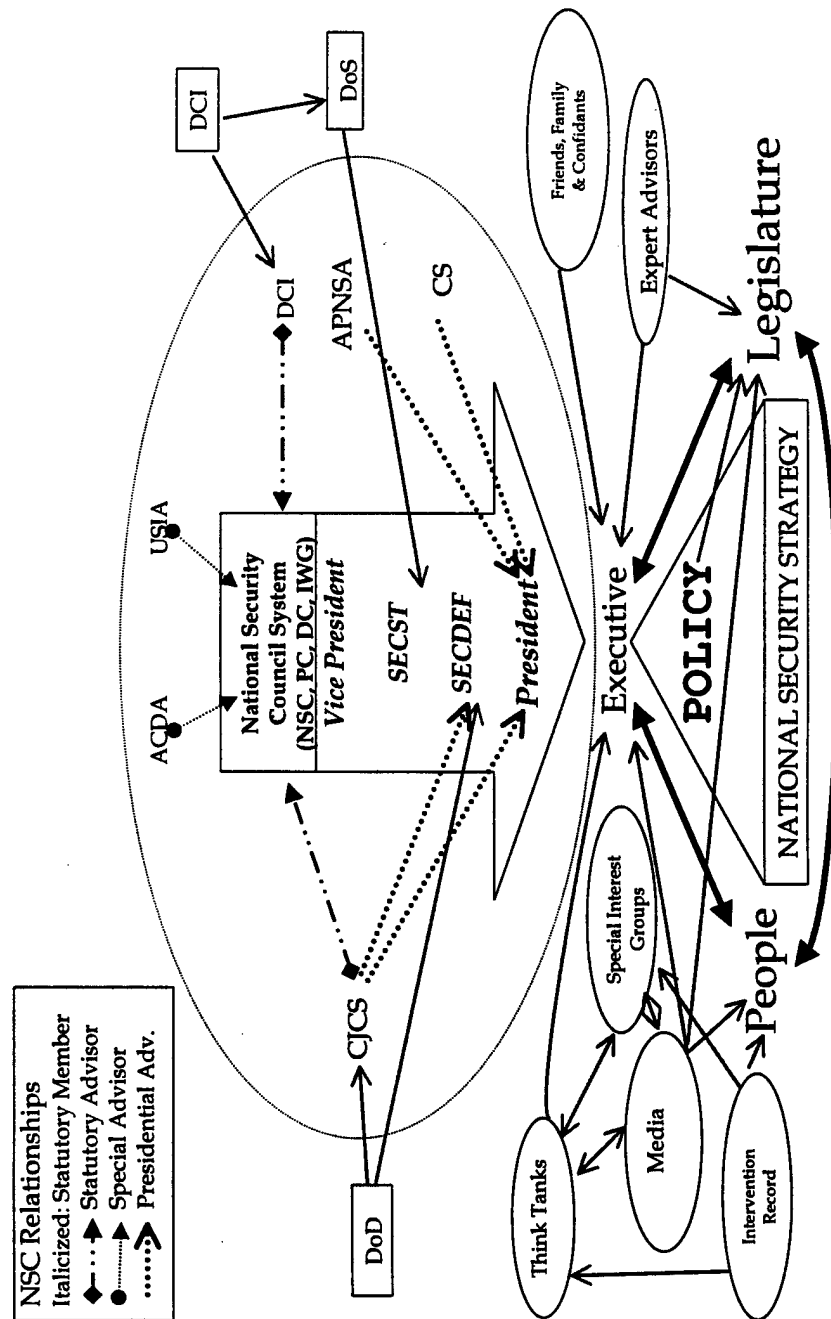 NSC Relationships
Italicized: Statutory Member
Statutory Advisor
Special Advisor
Presidential Adv.
ACDA
USIA
DCI
National Security
Council System
(NSC, PC, DC, IWG)
DCI
Vice President
DoS
CJCS
APNSA
DoD
SECST
SECDEF
CS
President
Think Tanks
Special Interest
Groups
Executive
Friends, Family
& Confidants
Media
POLICY
Expert Advisors
Intervention
Record
People
NATIONAL SECURITY STRATEGY
Legislature